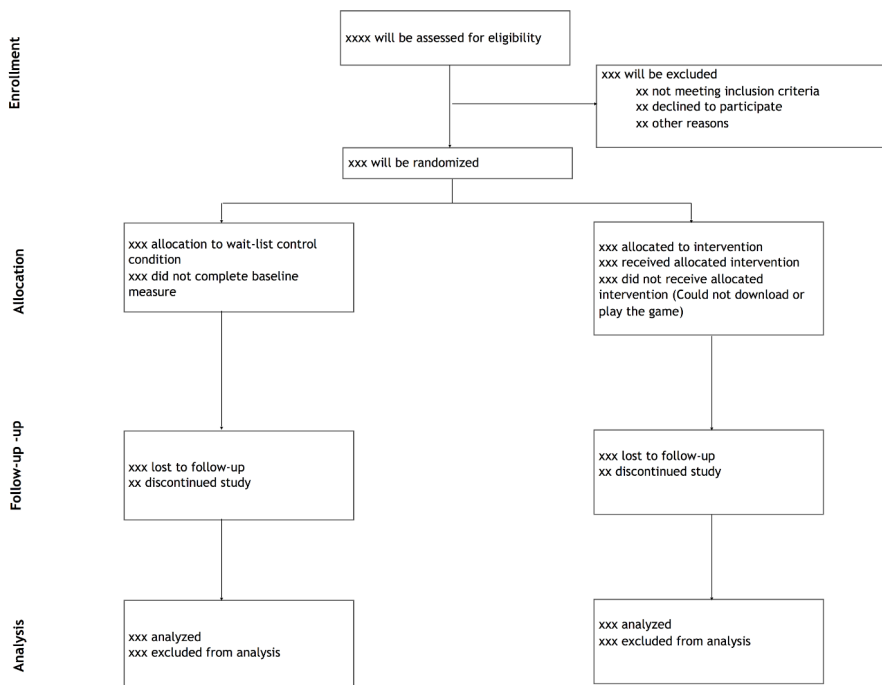 Enrollment
xxxx will be assessed for eligibility
xxx will be excluded
xx not meeting inclusion criteria
xx declined to participate
xx other reasons
xxx will be randomized
Allocation
xxx allocation to wait-list control
condition
xxx did not complete baseline
measure
xxx allocated to intervention
xxx received allocated intervention
xxx did not receive allocated
intervention (Could not download or
play the game)
Follow-up -up
xxx lost to follow-up
xx discontinued study
xxx lost to follow-up
xx discontinued study
Analysis
xxx analyzed
xxx excluded from analysis
xxx analyzed
xxx excluded from analysis